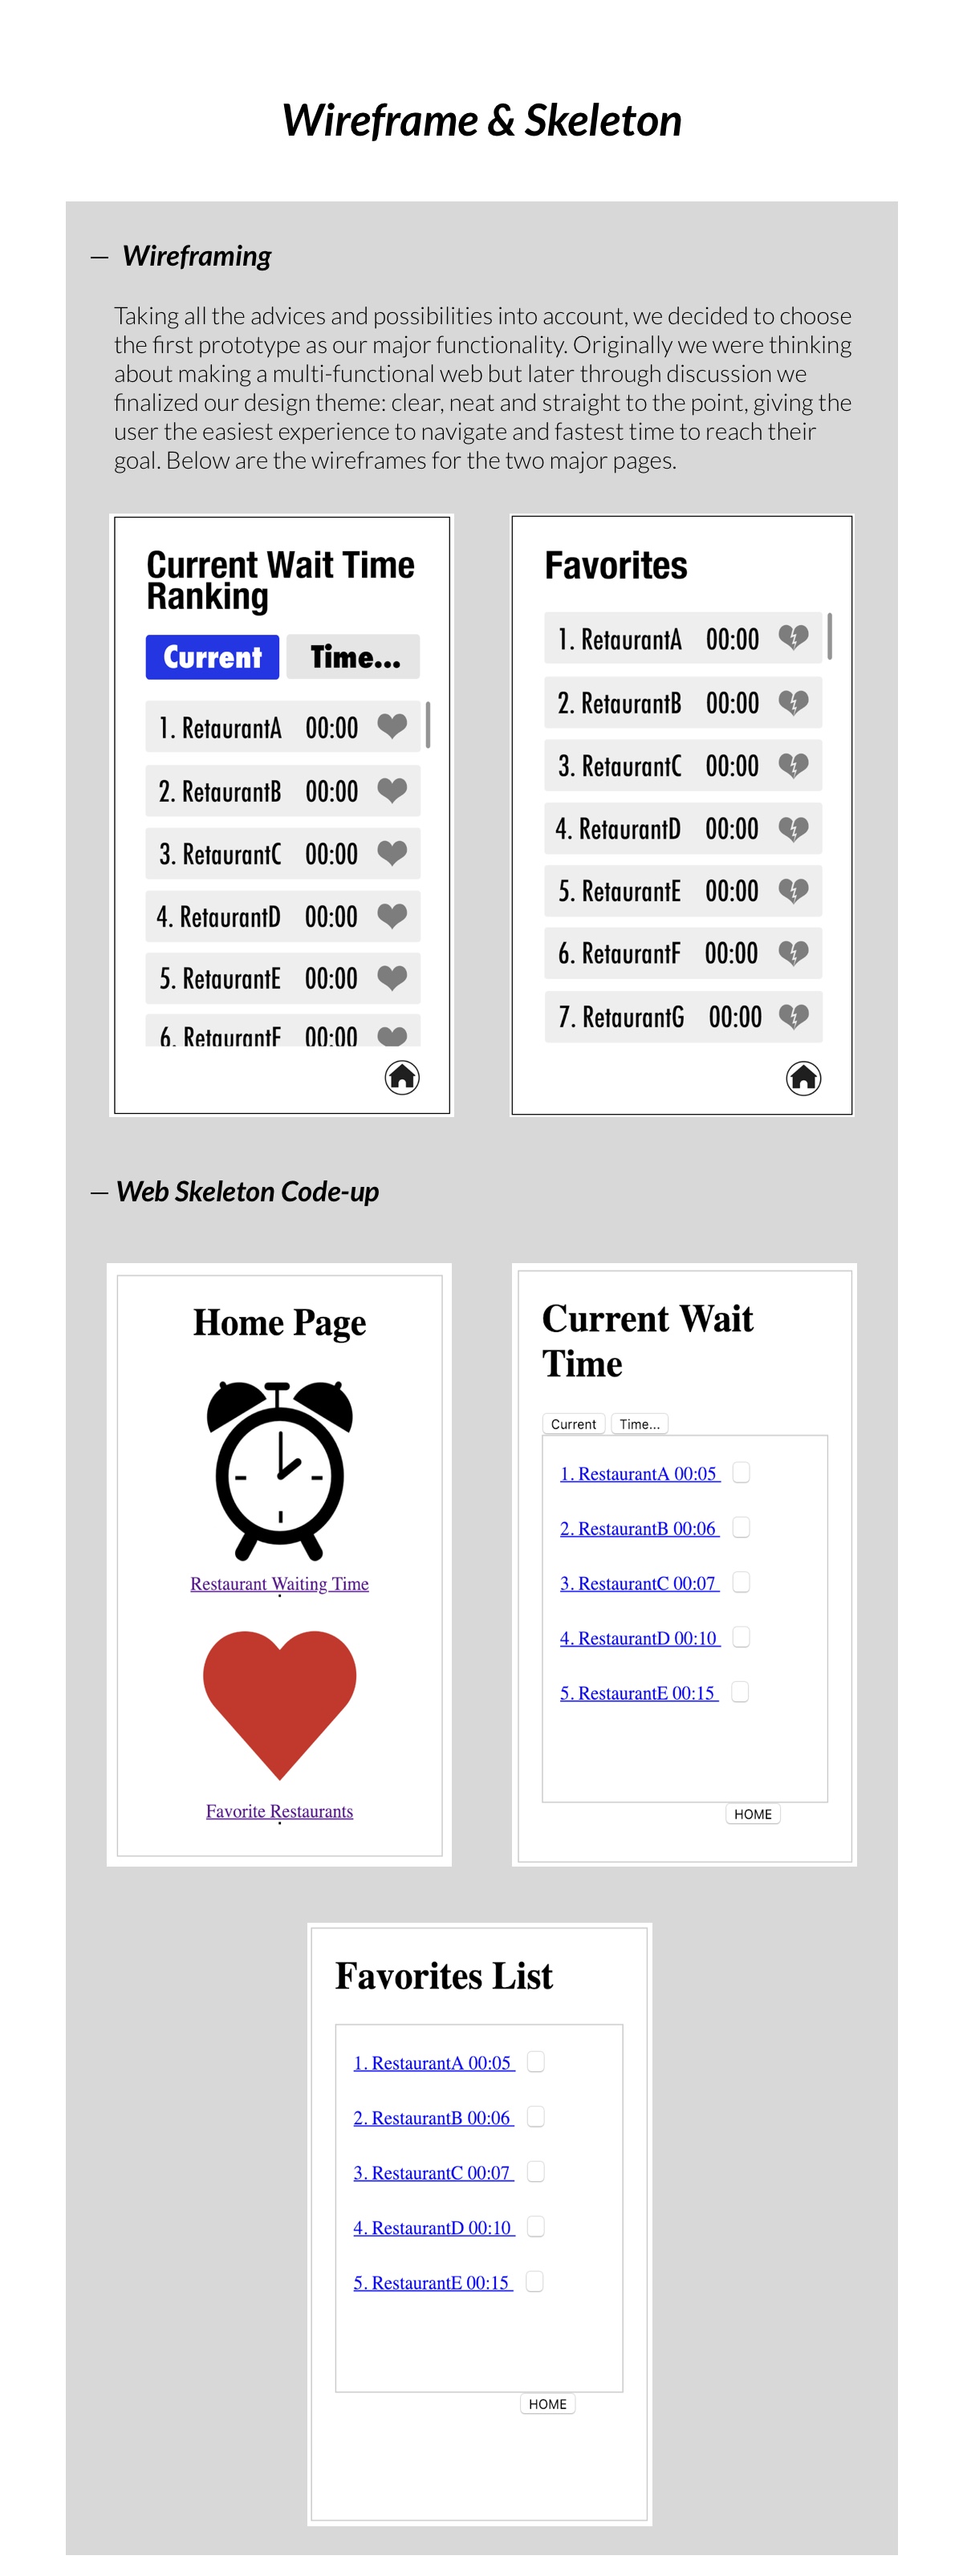 Wireframe & Skeleton
— Wireframing
Taking all the advices and possibilities into account, we decided to choose
the first prototype as our major functionality. Originally we were thinking
about making a multi-functional web but later through discussion we
finalized our design theme: clear, neat and straight to the point, giving the
user the easiest experience to navigate and fastest time to reach their
goal. Below are the wireframes for the two major pages.
Current Wait Time
Ranking
Current Time...
1. RetaurantA 00:00
2. RetaurantB 00:00
3. RetaurantC 00:00
4. RetaurantD 00:00
5. RetaurantE 00:00
6. RetaurantF 00:00
Favorites
1. RetaurantA 00:00
2. RetaurantB 00:00
3. RetaurantC 00:00
4. RetaurantD 00:00
5. RetaurantE 00:00
6. RetaurantF 00:00
7. RetaurantG 00:00
— Web Skeleton Code-up
Home Page
Restaurant Waiting Time
Favorite Restaurants
Current Wait
Time
Current Time...
1. RestaurantA 00:05
2. RestaurantB 00:06
3. RestaurantC 00:07
4. RestaurantD 00:10
5. RestaurantE 00:15
HOME
Favorites List
1. RestaurantA 00:05
2. RestaurantB 00:06
3. RestaurantC 00:07
4. RestaurantD 00:10
5. RestaurantE 00:15
HOME